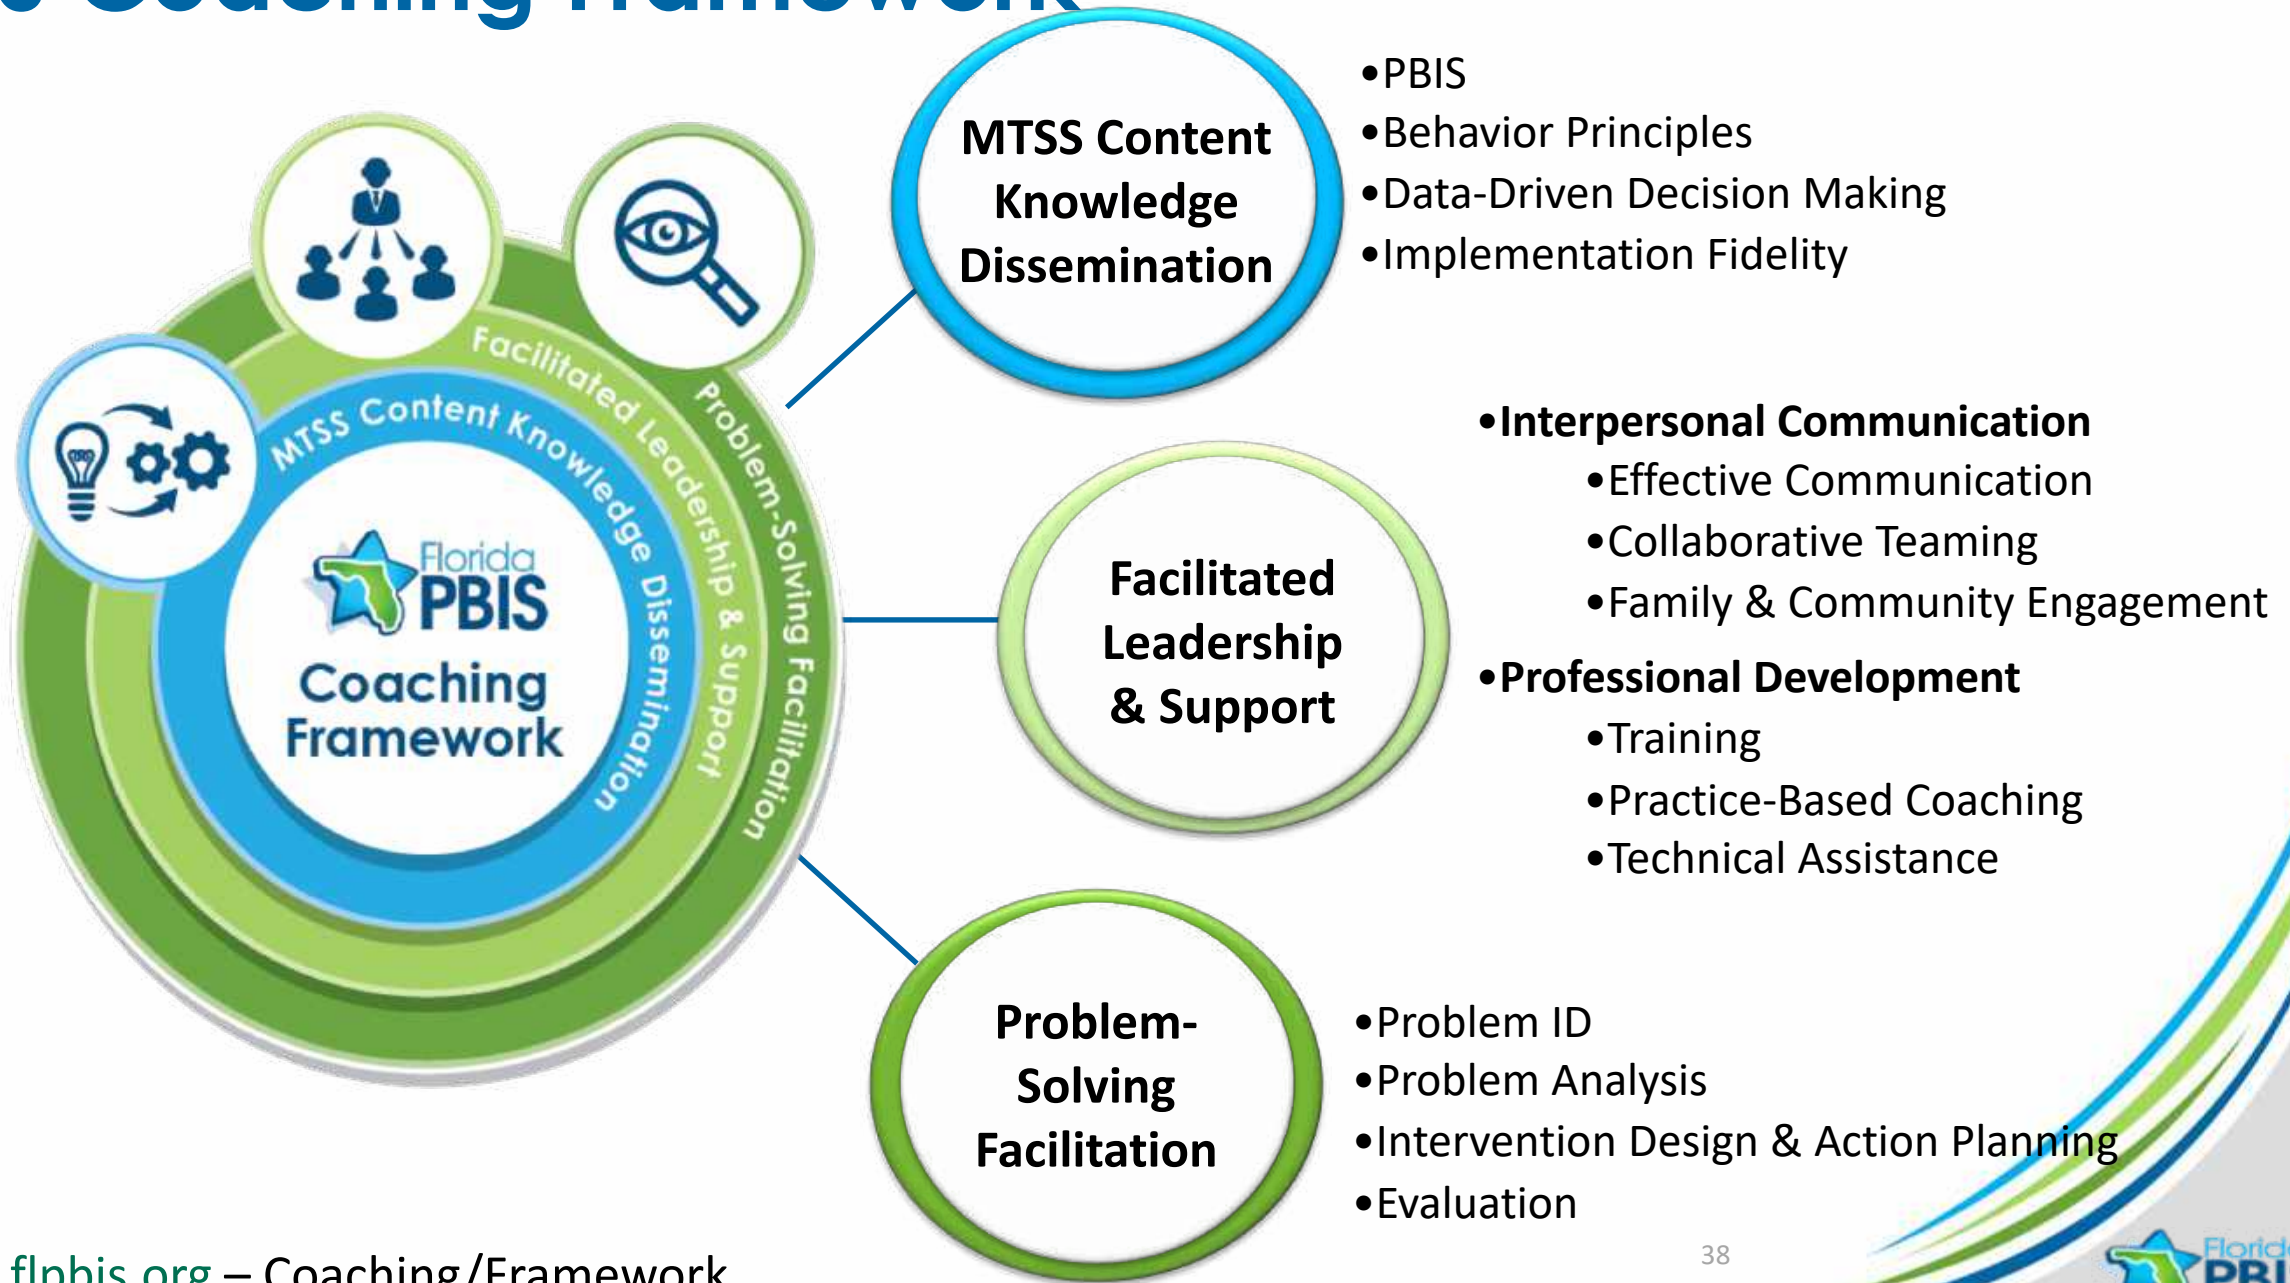 Coaching Framework
MTSS Content
Knowledge
Dissemination
•PBIS
•Behavior Principles
•Data-Driven Decision Making
•Implementation Fidelity
Facilitated Leadership & Support
Problem-Solving Facilitation
MTSS Content Knowledge Dissemination
Florida
PBIS
Coaching
Framework
Facilitated
Leadership
& Support
•Interpersonal Communication
•Effective Communication
•Collaborative Teaming
•Family & Community Engagement
•Professional Development
•Training
•Practice-Based Coaching
•Technical Assistance
Problem-
Solving
Facilitation
•Problem ID
•Problem Analysis
•Intervention Design & Action Planning
•Evaluation
flpbis.org – Coaching/Framework
38